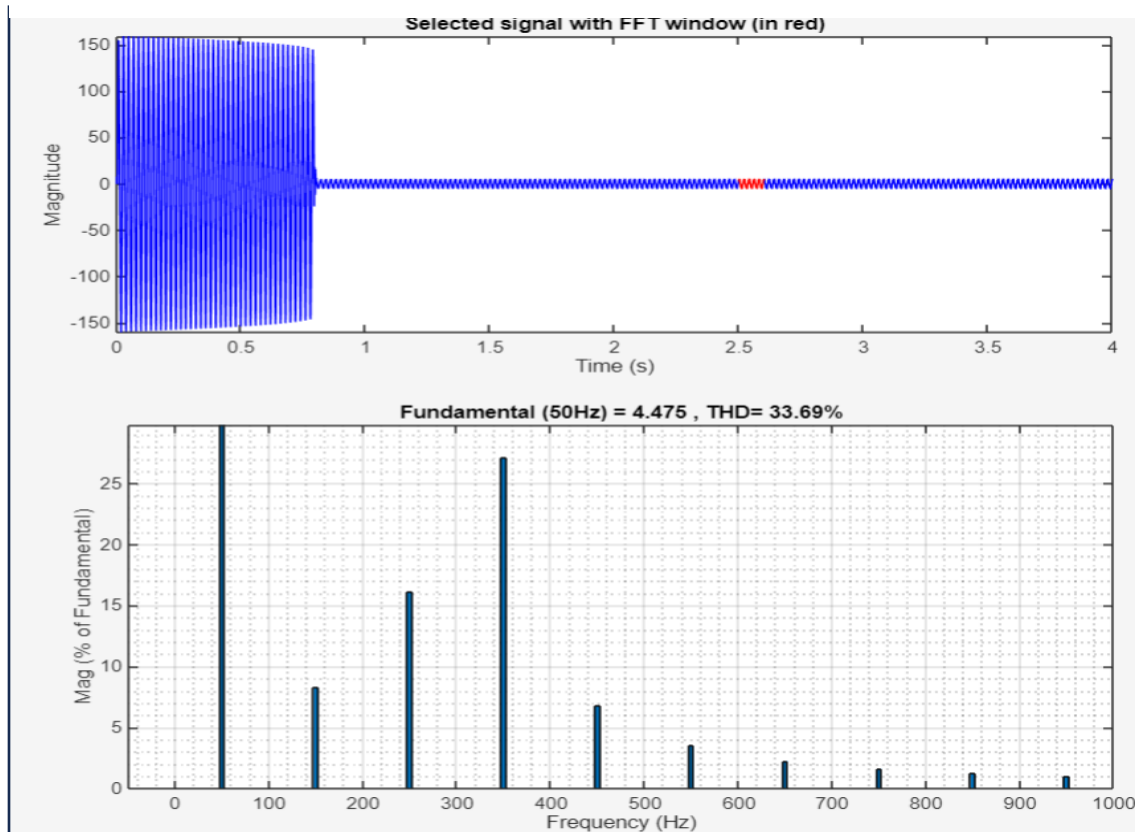 Selected signal with FFT window (in red)
150
100
50
0
-50
-100
-150
Magnitude
0 0.5 1 1.5 2 2.5 3 3.5 4
Time (s)
Fundamental (50Hz) = 4.475 , THD= 33.69%
25
20
15
10
5
0
Mag (% of Fundamental)
0 100 200 300 400 500 600 700 800 900 1000
Frequency (Hz)